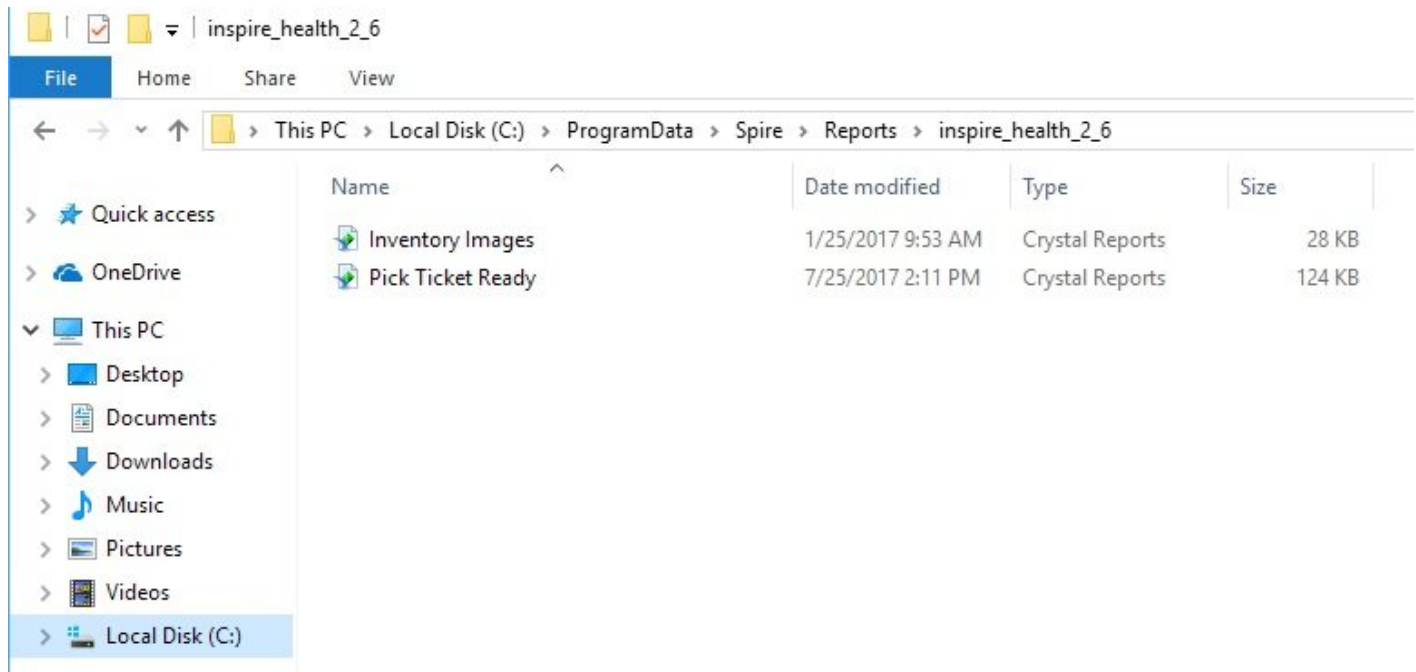 inspire_health_2_6
File Home Share View
This PC > Local Disk (C:) > ProgramData > Spire > Reports > inspire_health_2_6
Name Date modified Type Size
Quick access
Inventory Images 1/25/2017 9:53 AM Crystal Reports 28 KB
OneDrive
Pick Ticket Ready 7/25/2017 2:11 PM Crystal Reports 124 KB
This PC
Desktop
Documents
Downloads
Music
Pictures
Videos
Local Disk (C:)